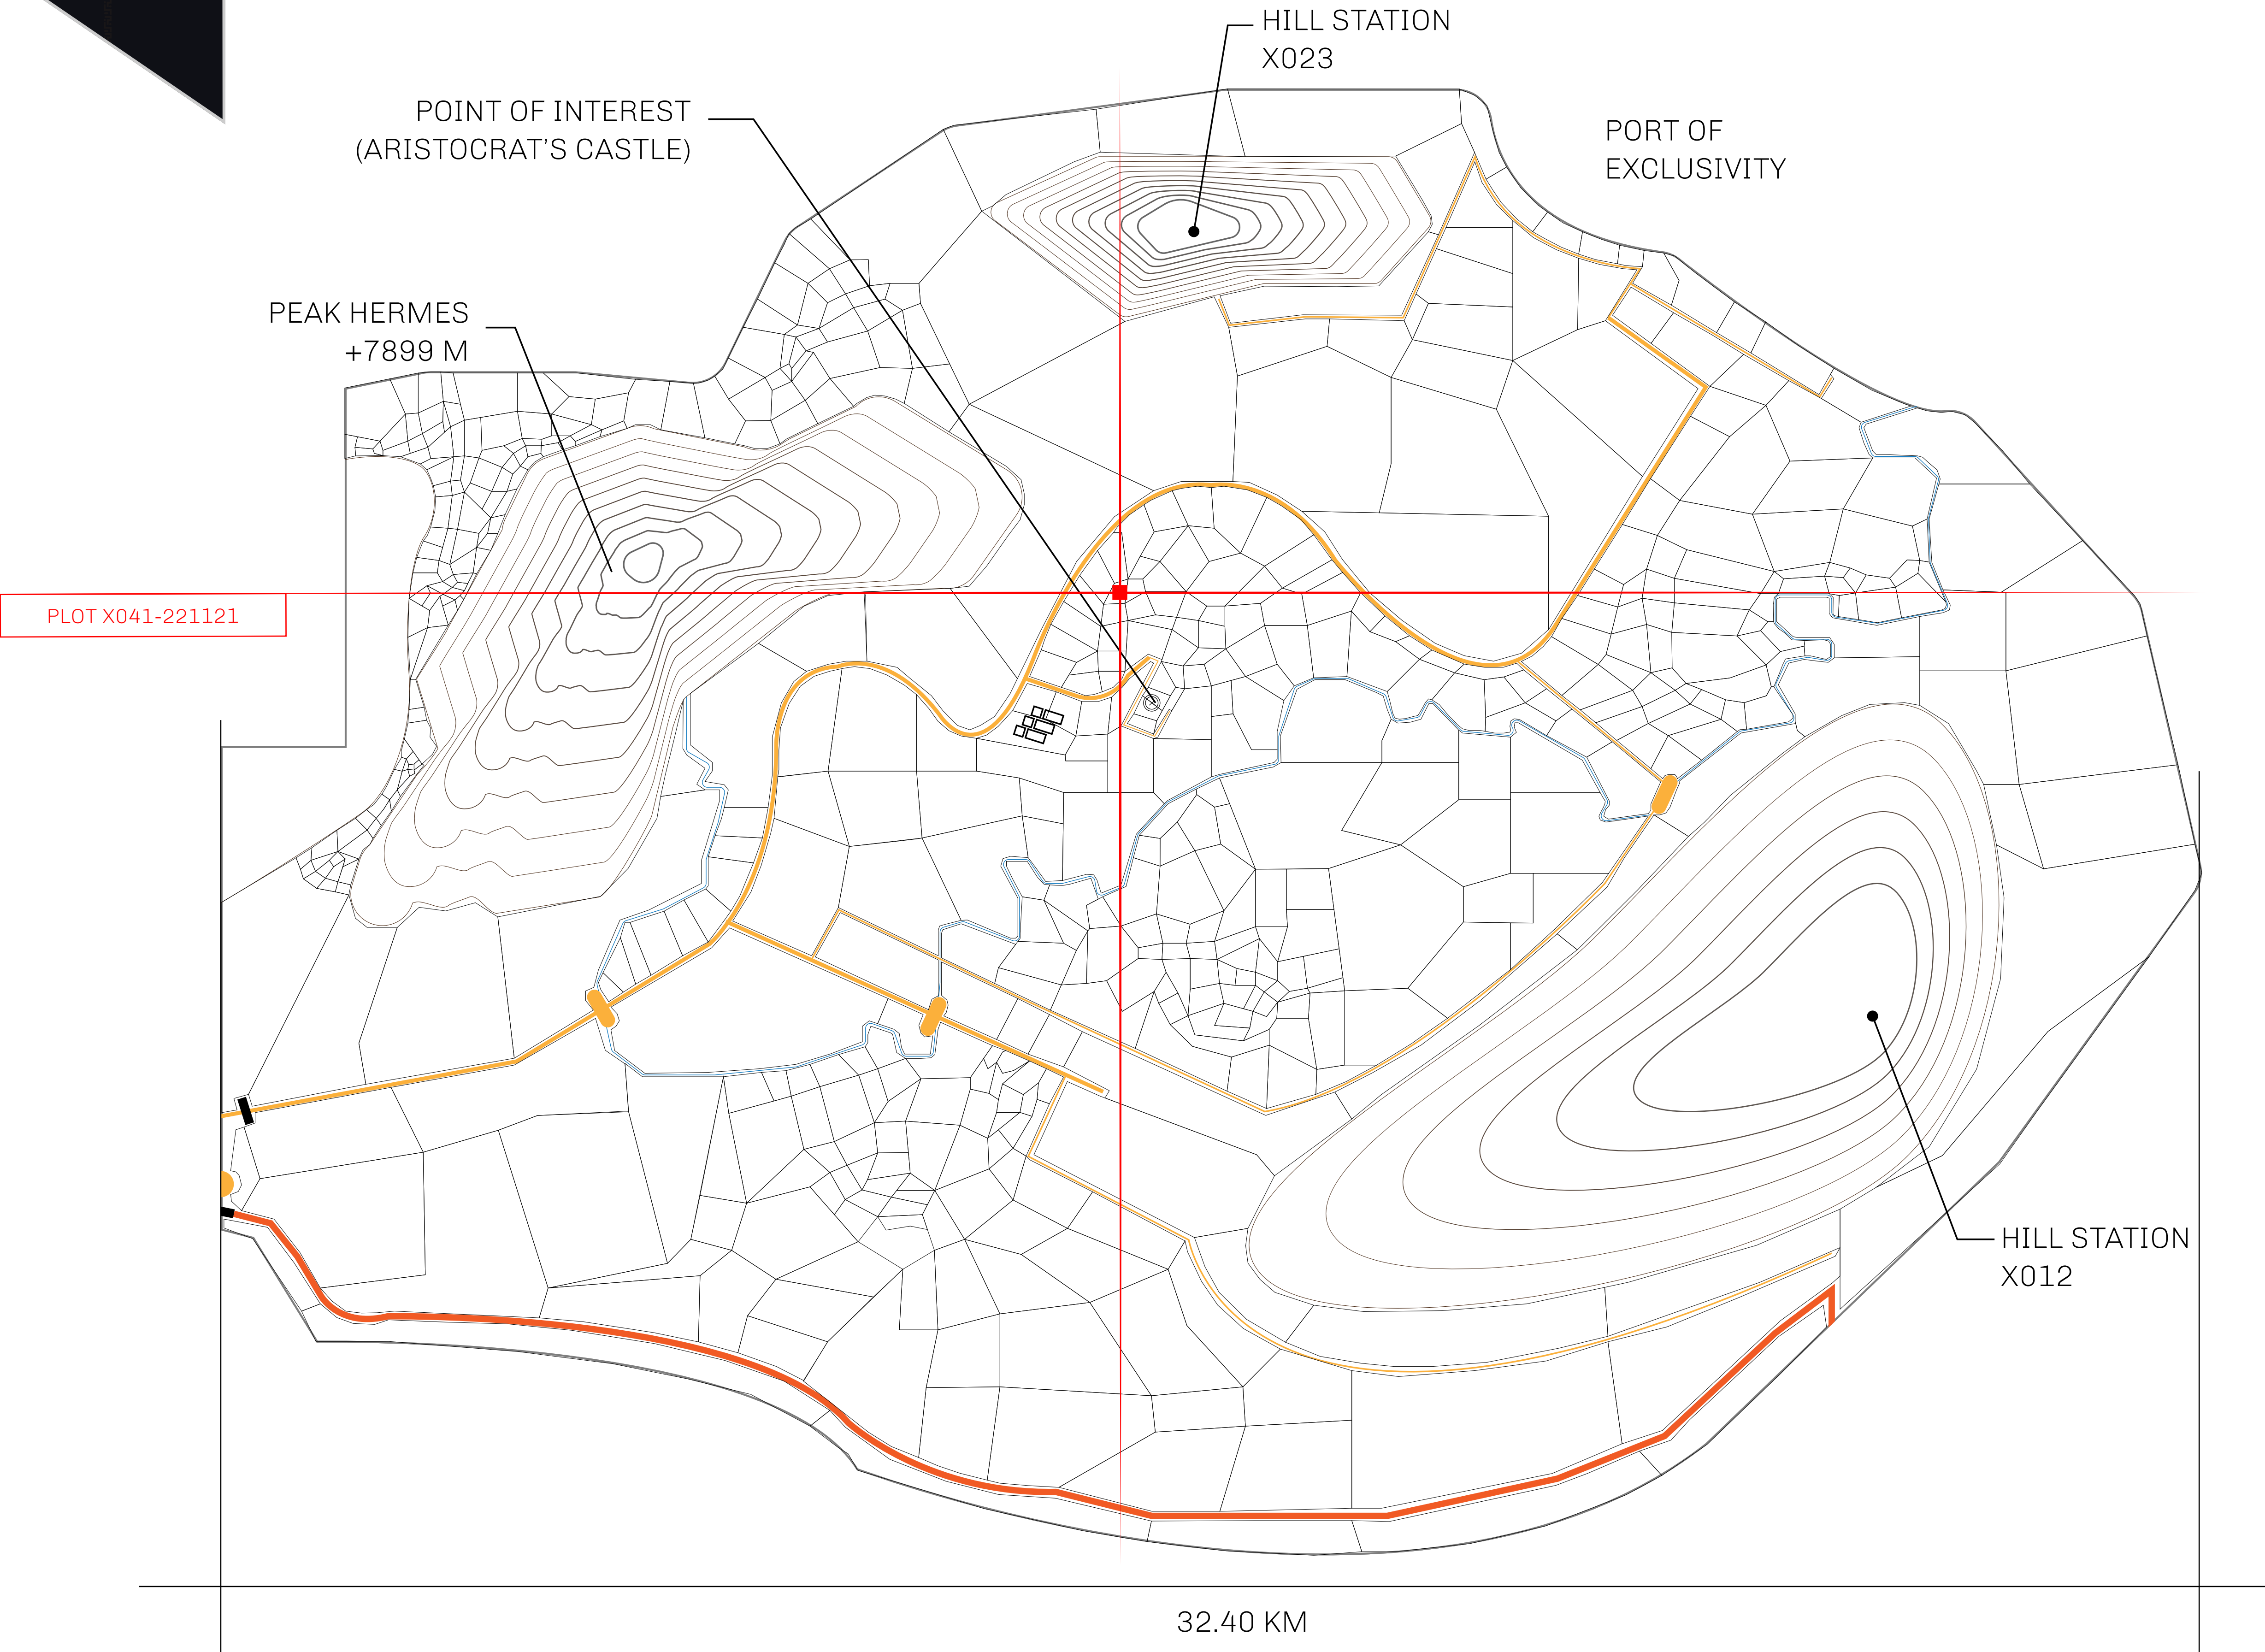 HILL STATION
X023
POINT OF INTEREST
(ARISTOCRAT'S CASTLE)
PORT OF
EXCLUSIVITY
PEAK HERMES
+7899 M
PLOT X041-221121
HILL STATION
X012
32.40 KM